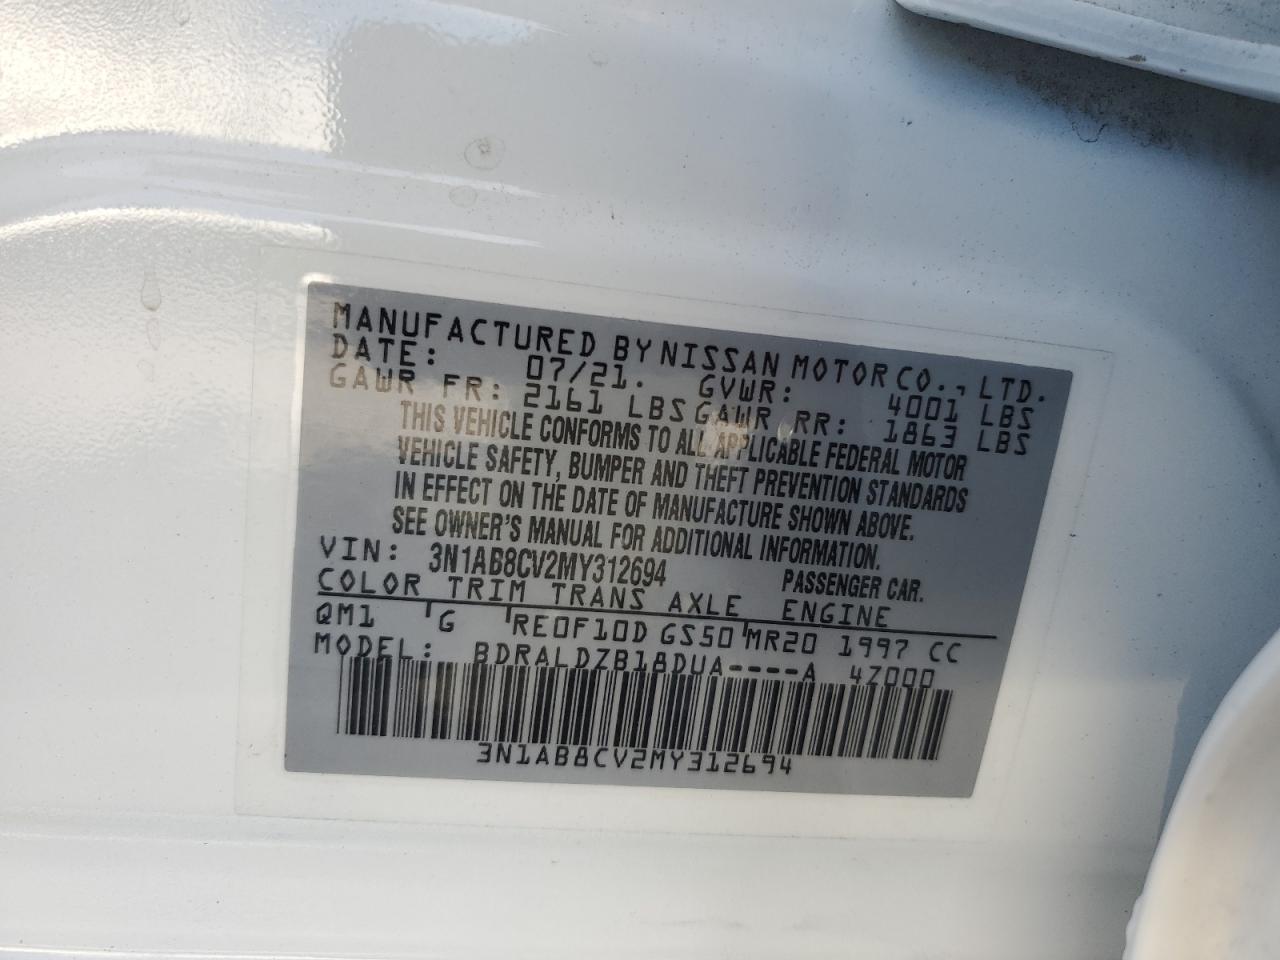 MANUFACTURED BY NISSAN MOTOR CO., LTD.
DATE: 07/21. GVWR: 4001 LBS
GAWR FR: 2161 LBS GAWR RR: 1863 LBS
THIS VEHICLE CONFORMS TO ALL APPLICABLE FEDERAL MOTOR
VEHICLE SAFETY, BUMPER AND THEFT PREVENTION STANDARDS
IN EFFECT ON THE DATE OF MANUFACTURE SHOWN ABOVE.
SEE OWNER'S MANUAL FOR ADDITIONAL INFORMATION.
VIN: 3N1AB8CV2MY312694 PASSENGER CAR.
COLOR TRIM TRANS AXLE ENGINE
QM1 G RE0F10D GS50 MR20 1997 CC
MODEL: BDRALDZB18DUA----A 4Z000
3N1AB8CV2MY312694